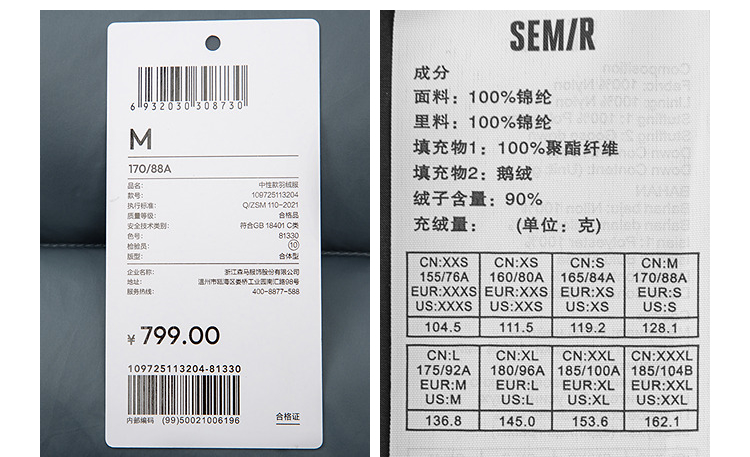 6 932030 308730
M
170/88A
品名: 中性款羽绒服
款号: 109725113204
执行标准: Q/ZSM 110-2021
质量等级: 合格品
安全技术类别: 符合GB 18401 C类
色号: 81330
检验员: 10
版型: 合体型
企业名称: 浙江森马服饰股份有限公司
地址: 温州市瓯海区娄桥工业园南汇路98号
服务热线: 400-8877-588
¥799.00
109725113204-81330
内部编码 (99)50021006196
合格证
SEMIR
成分
面料：100%锦纶
里料：100%锦纶
填充物1：100%聚酯纤维
填充物2：鹅绒
绒子含量：90%
充绒量： (单位：克)
CN:XXS CN:XS CN:S CN:M
155/76A 160/80A 165/84A 170/88A
EUR:XXXS EUR:XXS EUR:XS EUR:S
US:XXXS US:XXS US:XS US:S
104.5 111.5 119.2 128.1
CN:L CN:XL CN:XXL CN:XXXL
175/92A 180/96A 185/100A 185/104B
EUR:M EUR:L EUR:XL EUR:XXL
US:M US:L US:XL US:XXL
136.8 145.0 153.6 162.1